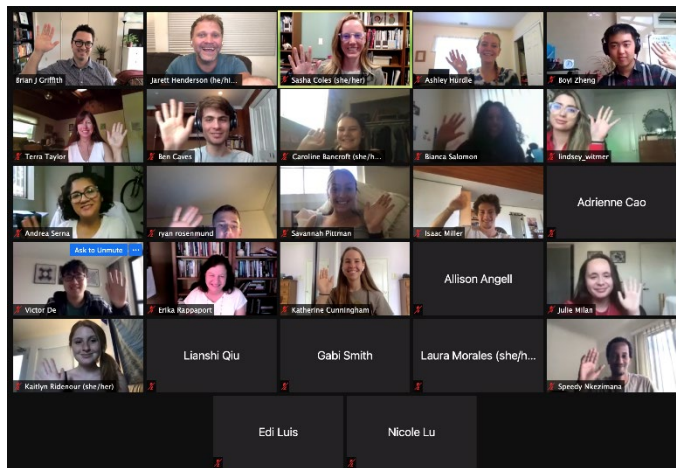 Brian J Griffith
Jarett Henderson (he/hi...
Sasha Coles (she/her)
Ashley Hurdle
Boyi Zheng
Terra Taylor
Ben Caves
Caroline Bancroft (she/h...
Bianca Salomon
lindsey_witmer
Andrea Serna
ryan rosenmund
Savannah Pittman
Isaac Miller
Adrienne Cao
Ask to Unmute ...
Victor De
Erika Rappaport
Katherine Cunningham
Allison Angell
Julie Milan
Kaitlyn Ridenour (she/her)
Lianshi Qiu
Gabi Smith
Laura Morales (she/h...
Speedy Nkezimana
Edi Luis
Nicole Lu